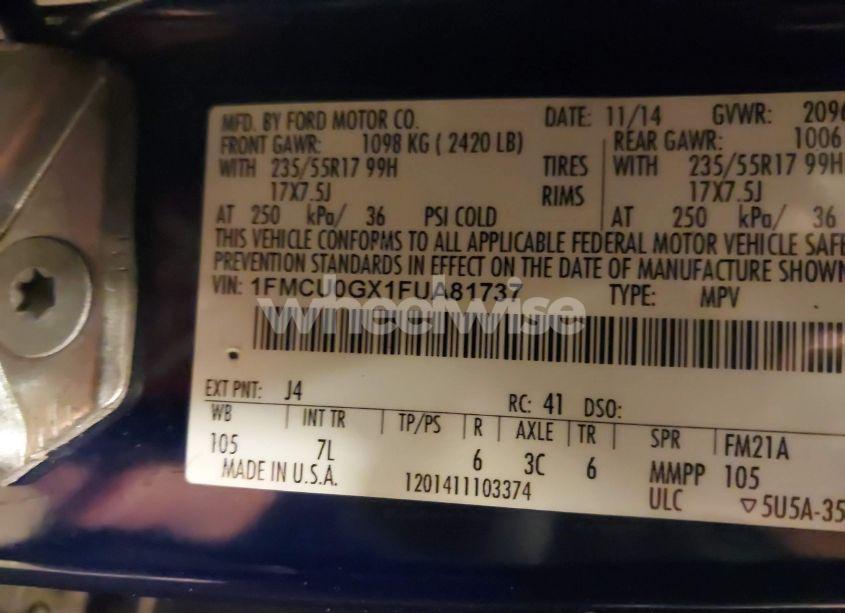 MFD. BY FORD MOTOR CO. DATE: 11/14 GVWR: 2096
FRONT GAWR: 1098 KG ( 2420 LB) REAR GAWR: 1006
WITH 235/55R17 99H TIRES WITH 235/55R17 99H
17X7.5J RIMS 17X7.5J
AT 250 kPa/ 36 PSI COLD AT 250 kPa/ 36
THIS VEHICLE CONFORMS TO ALL APPLICABLE FEDERAL MOTOR VEHICLE SAFE
PREVENTION STANDARDS IN EFFECT ON THE DATE OF MANUFACTURE SHOWN
VIN: 1FMCU0GX1FUA81737 TYPE: MPV
wheelwise
EXT PNT: J4 RC: 41 DSO:
WB INT TR TP/PS R AXLE TR SPR FM21A
105 7L 6 3C 6 MMPP 105
MADE IN U.S.A. 1201411103374 ULC ▽5U5A-35